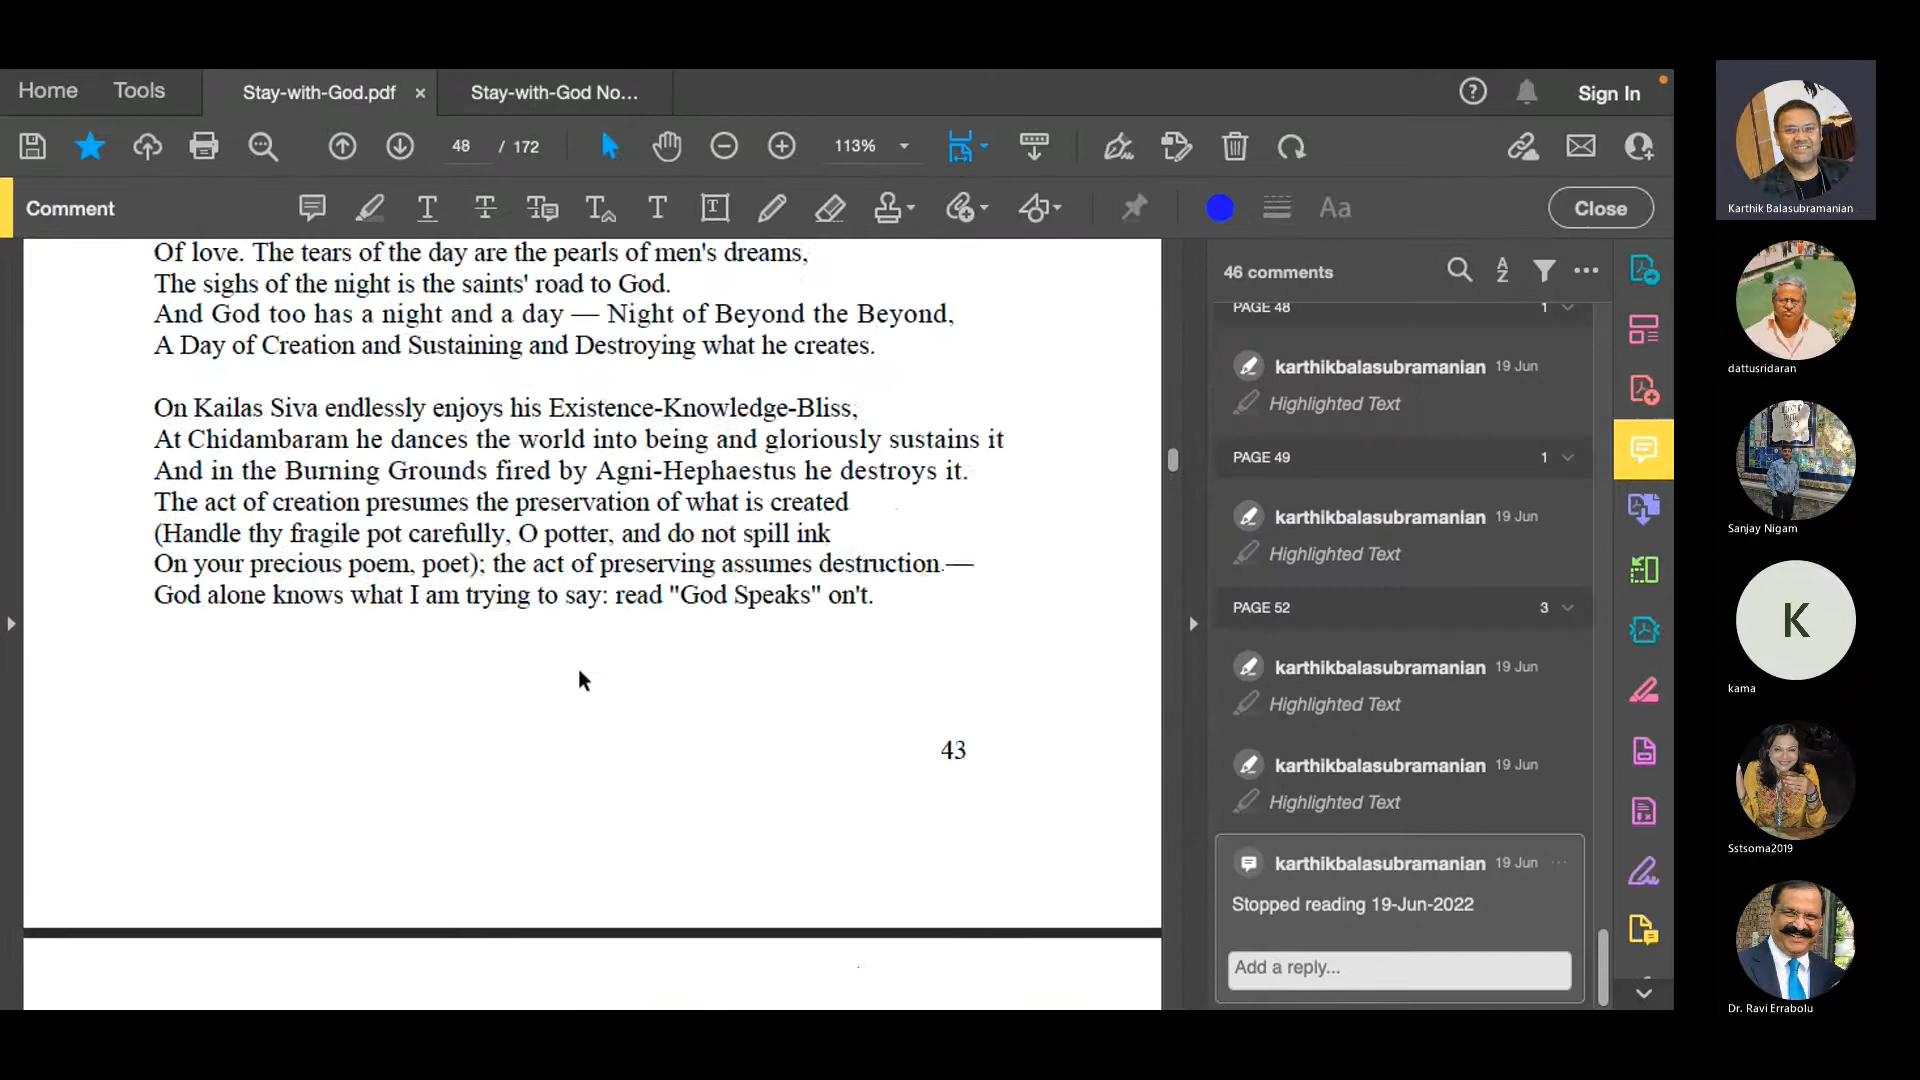 Home Tools Stay-with-God.pdf × Stay-with-God No... Sign In
48 / 172 113%
Comment Close
Of love. The tears of the day are the pearls of men's dreams,
The sighs of the night is the saints' road to God.
And God too has a night and a day — Night of Beyond the Beyond,
A Day of Creation and Sustaining and Destroying what he creates.
On Kailas Siva endlessly enjoys his Existence-Knowledge-Bliss,
At Chidambaram he dances the world into being and gloriously sustains it
And in the Burning Grounds fired by Agni-Hephaestus he destroys it.
The act of creation presumes the preservation of what is created
(Handle thy fragile pot carefully, O potter, and do not spill ink
On your precious poem, poet); the act of preserving assumes destruction —
God alone knows what I am trying to say: read "God Speaks" on't.
43
46 comments
PAGE 48 1
karthikbalasubramanian 19 Jun
Highlighted Text
PAGE 49 1
karthikbalasubramanian 19 Jun
Highlighted Text
PAGE 52 3
karthikbalasubramanian 19 Jun
Highlighted Text
karthikbalasubramanian 19 Jun
Highlighted Text
karthikbalasubramanian 19 Jun
Stopped reading 19-Jun-2022
Add a reply...
Karthik Balasubramanian
dattusridaran
Sanjay Nigam
K
kama
Sstsoma2019
Dr. Ravi Errabolu